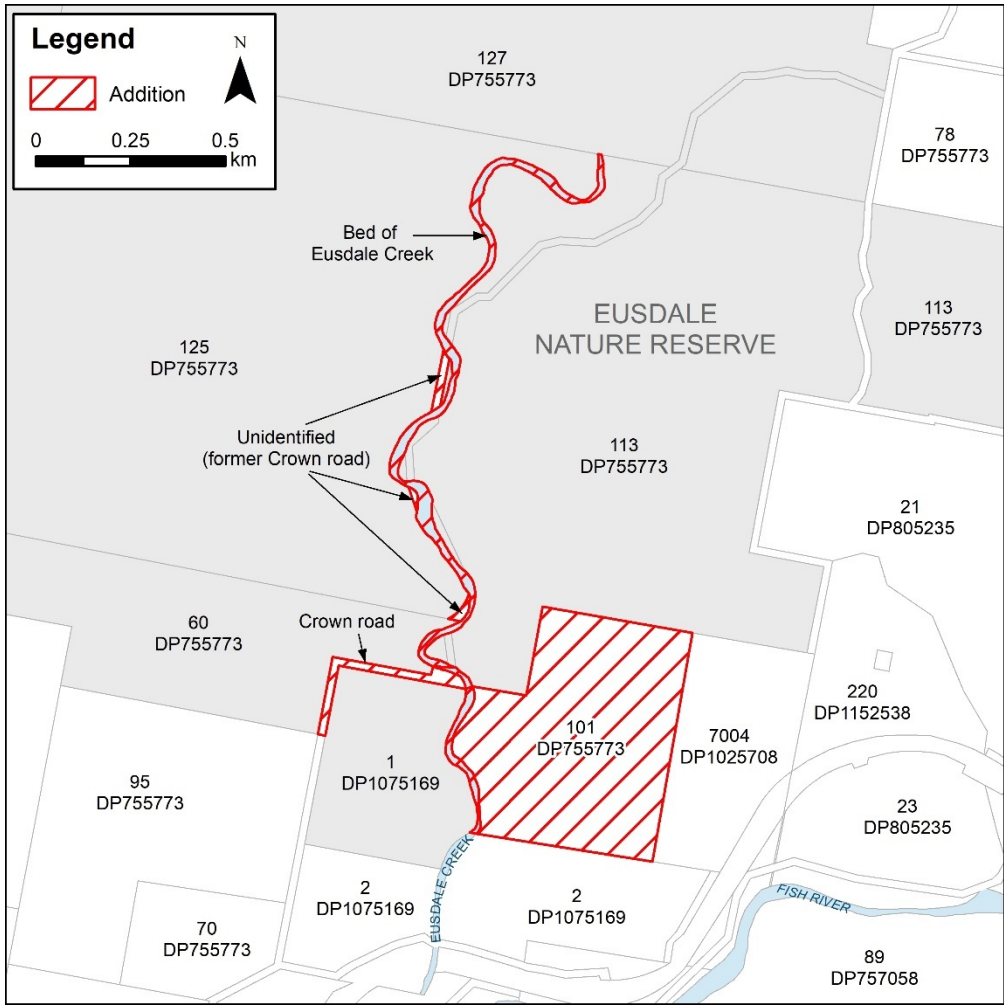 Legend
N
Addition
0 0.25 0.5
km
127
DP755773
78
DP755773
Bed of
Eusdale Creek
EUSDALE
NATURE RESERVE
113
DP755773
125
DP755773
Unidentified
(former Crown road)
113
DP755773
21
DP805235
60
DP755773
Crown road
220
DP1152538
101
DP755773
7004
DP1025708
1
DP1075169
95
DP755773
23
DP805235
EUSDALE CREEK
2
DP1075169
2
DP1075169
FISH RIVER
70
DP755773
89
DP757058